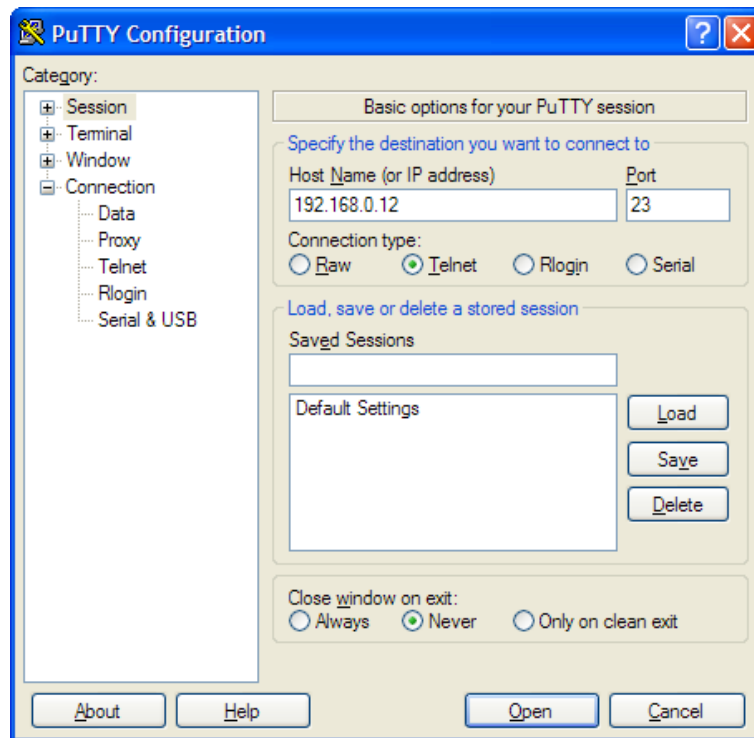 PuTTY Configuration
Category:
Session
Terminal
Window
Connection
Data
Proxy
Telnet
Rlogin
Serial & USB
Basic options for your PuTTY session
Specify the destination you want to connect to
Host Name (or IP address) Port
192.168.0.12 23
Connection type:
Raw Telnet Rlogin Serial
Load, save or delete a stored session
Saved Sessions
Default Settings
Load
Save
Delete
Close window on exit:
Always Never Only on clean exit
About Help Open Cancel